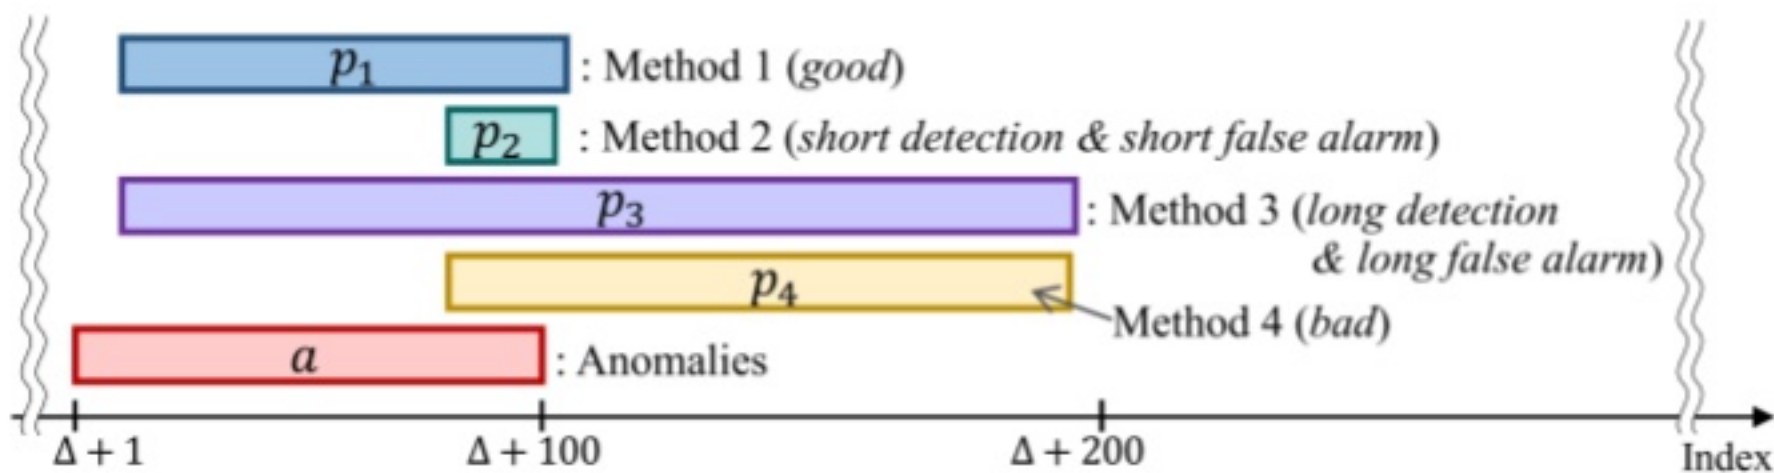 p₁ : Method 1 (good)
p₂ : Method 2 (short detection & short false alarm)
p₃ : Method 3 (long detection
& long false alarm)
p₄
Method 4 (bad)
a : Anomalies
Δ + 1 Δ + 100 Δ + 200 Index